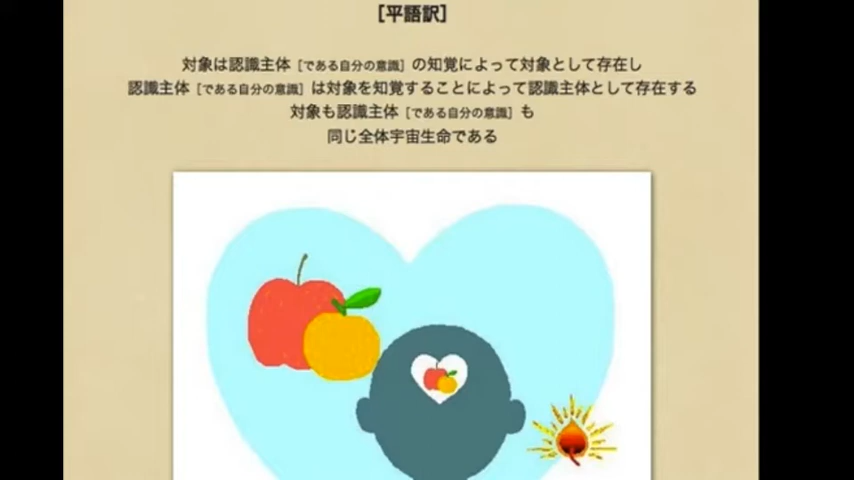 [平語訳]
対象は認識主体［である自分の意識］の知覚によって対象として存在し
認識主体［である自分の意識］は対象を知覚することによって認識主体として存在する
対象も認識主体［である自分の意識］も
同じ全体宇宙生命である